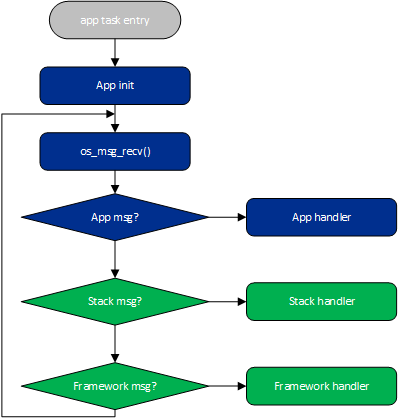 app task entry
App init
os_msg_recv()
App msg?
App handler
Stack msg?
Stack handler
Framework msg?
Framework handler